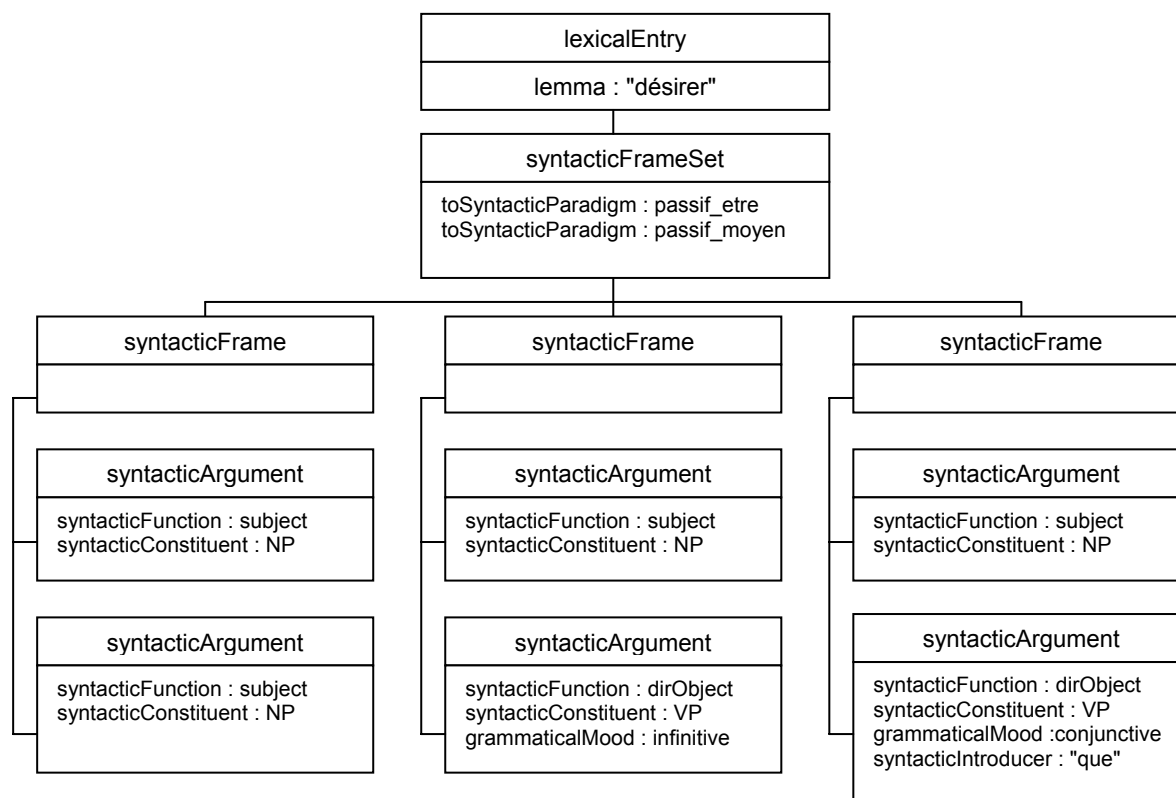 lexicalEntry
lemma : "désirer"
syntacticFrameSet
toSyntacticParadigm : passif_etre
toSyntacticParadigm : passif_moyen
syntacticFrame
syntacticArgument
syntacticFunction : subject
syntacticConstituent : NP
syntacticArgument
syntacticFunction : subject
syntacticConstituent : NP
syntacticFrame
syntacticArgument
syntacticFunction : subject
syntacticConstituent : NP
syntacticArgument
syntacticFunction : dirObject
syntacticConstituent : VP
grammaticalMood : infinitive
syntacticFrame
syntacticArgument
syntacticFunction : subject
syntacticConstituent : NP
syntacticArgument
syntacticFunction : dirObject
syntacticConstituent : VP
grammaticalMood :conjunctive
syntacticIntroducer : "que"